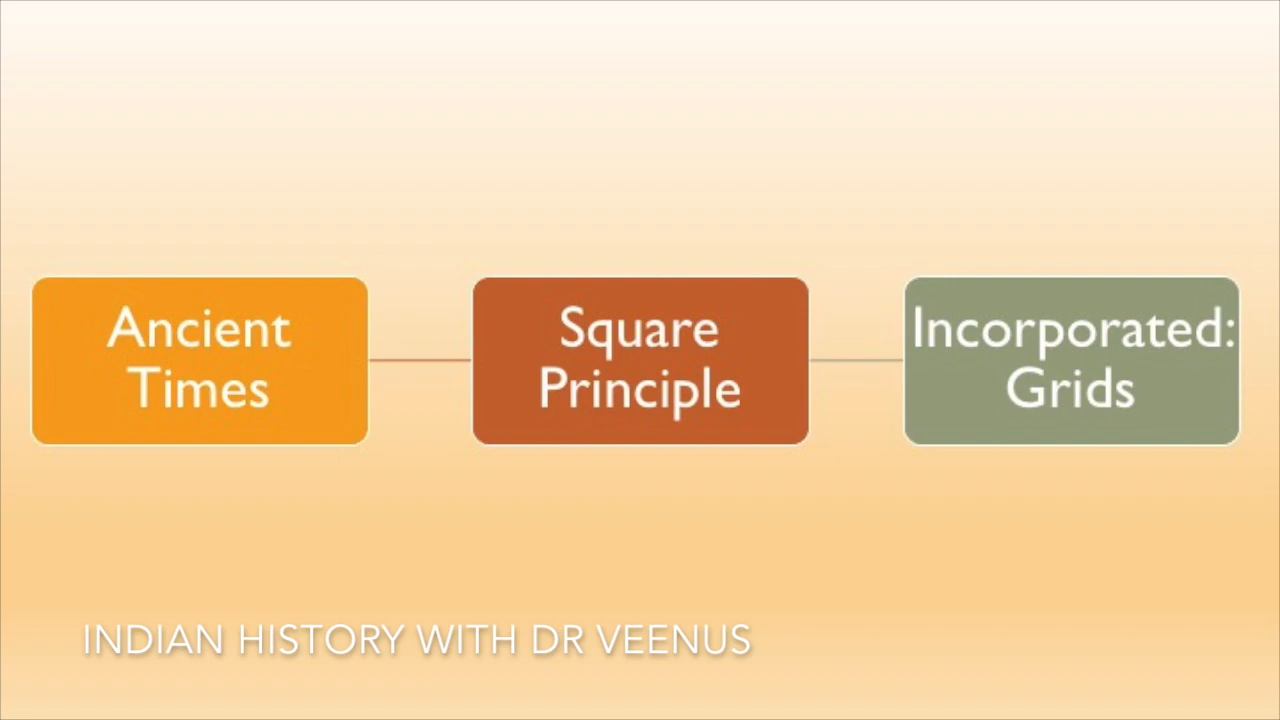 Ancient
Times
Square
Principle
Incorporated:
Grids
INDIAN HISTORY WITH DR VEENUS